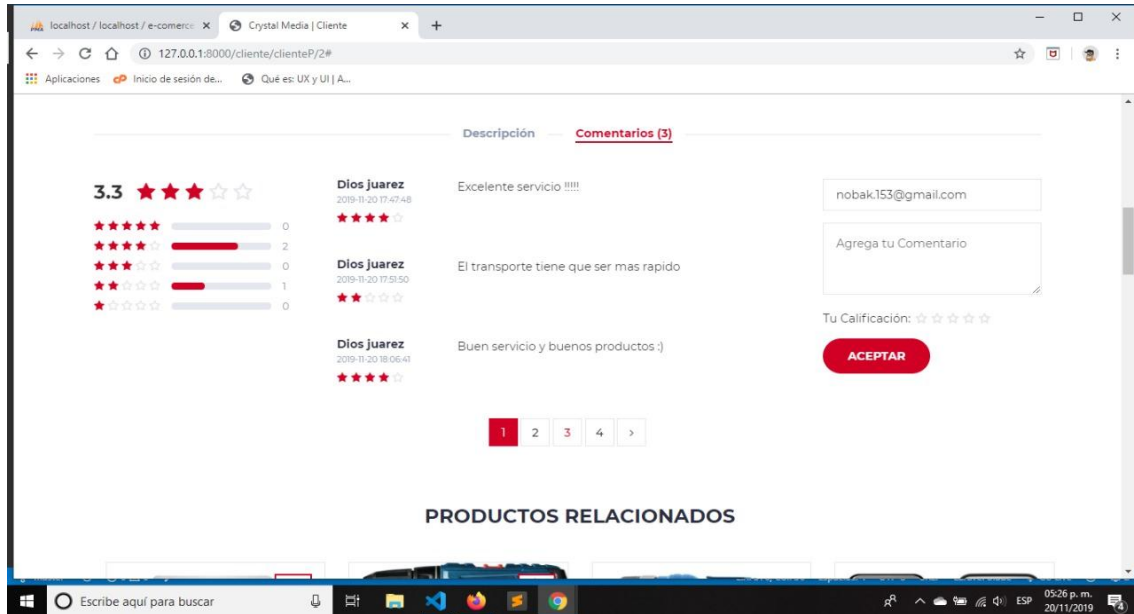 localhost / localhost / e-comerce
Crystal Media | Cliente
127.0.0.1:8000/cliente/clienteP/2#
Aplicaciones
Inicio de sesión de...
Qué es: UX y UI | A...
Descripción
Comentarios (3)
3.3
0
2
0
1
0
Dios juarez
2019-11-20 17:47:48
Excelente servicio !!!!!
Dios juarez
2019-11-20 17:51:50
El transporte tiene que ser mas rapido
Dios juarez
2019-11-20 18:06:41
Buen servicio y buenos productos :)
nobak.153@gmail.com
Agrega tu Comentario
Tu Calificación:
ACEPTAR
1 2 3 4 >
PRODUCTOS RELACIONADOS
Escribe aquí para buscar
ESP
05:26 p. m.
20/11/2019